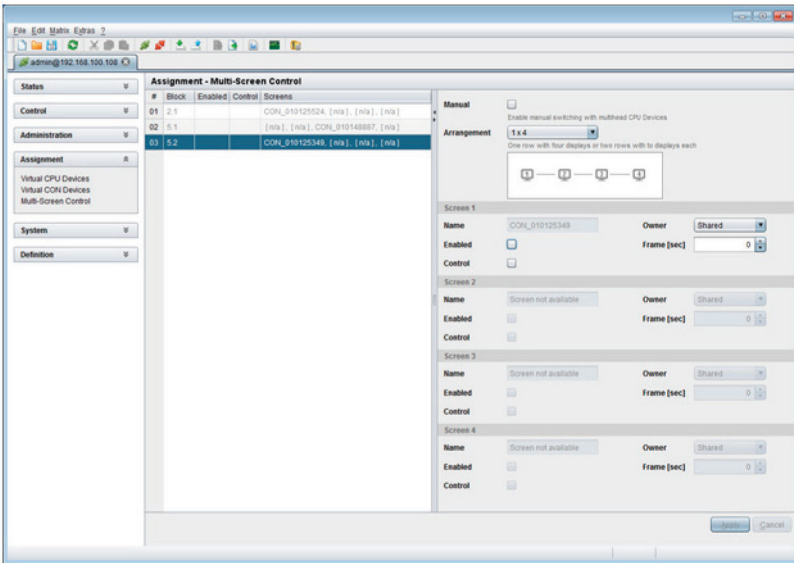 File Edit Matrix Extras ?
admin@192.168.100.108
Status
Control
Administration
Assignment
Virtual CPU Devices
Virtual CON Devices
Multi-Screen Control
System
Definition
Assignment - Multi-Screen Control
# Block Enabled Control Screens
01 2.1 CON_010125524, [n/a], [n/a], [n/a]
02 5.1 [n/a], [n/a], CON_010148887, [n/a]
03 5.2 CON_010125349, [n/a], [n/a], [n/a]
Manual
Enable manual switching with multihead CPU Devices
Arrangement 1 x 4
One row with four displays or two rows with to displays each
1 2 3 4
Screen 1
Name CON_010125349 Owner Shared
Enabled Frame [sec] 0
Control
Screen 2
Name Screen not available Owner Shared
Enabled Frame [sec] 0
Control
Screen 3
Name Screen not available Owner Shared
Enabled Frame [sec] 0
Control
Screen 4
Name Screen not available Owner Shared
Enabled Frame [sec] 0
Control
Apply Cancel